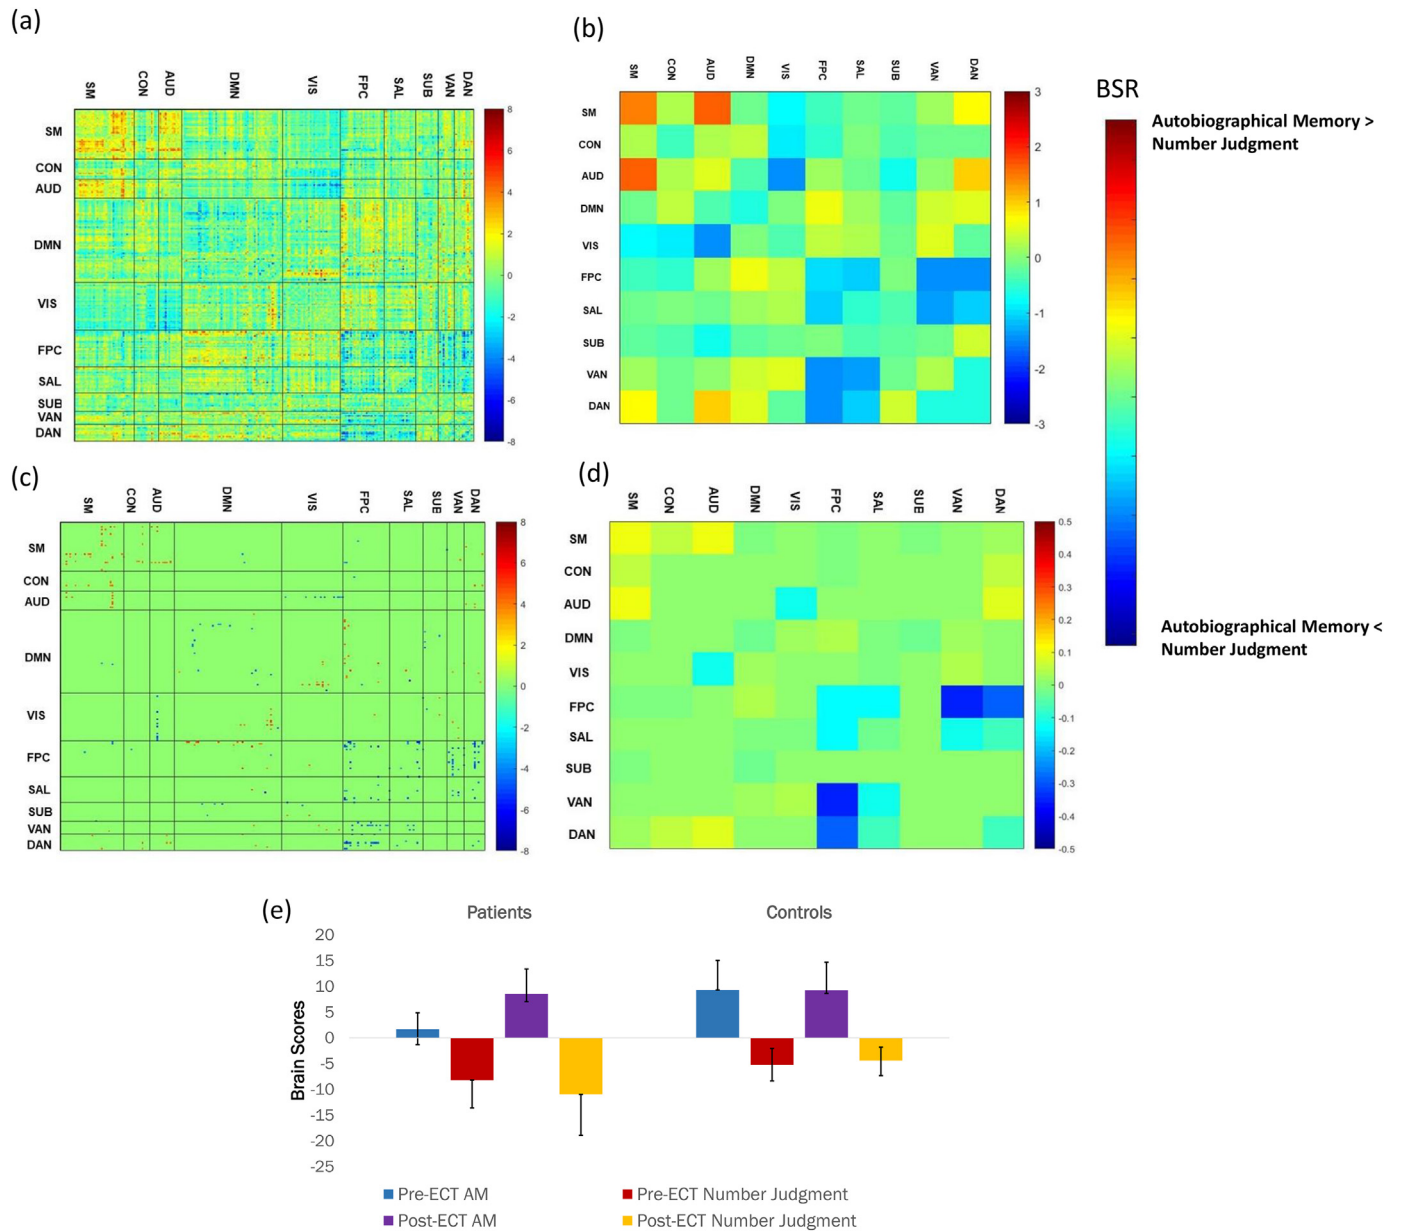 (a)
SM CON AUD DMN VIS FPC SAL SUB VAN DAN
SM
CON
AUD
DMN
VIS
FPC
SAL
SUB
VAN
DAN
8
6
4
2
0
-2
-4
-6
-8
(b)
SM CON AUD DMN VIS FPC SAL SUB VAN DAN
SM
CON
AUD
DMN
VIS
FPC
SAL
SUB
VAN
DAN
3
2
1
0
-1
-2
-3
BSR
Autobiographical Memory >
Number Judgment
Autobiographical Memory <
Number Judgment
(c)
SM CON AUD DMN VIS FPC SAL SUE VAN DAN
SM
CON
AUD
DMN
VIS
FPC
SAL
SUB
VAN
DAN
8
6
4
2
0
-2
-4
-6
-8
(d)
SM CON AUD DMN VIS FPC SAL SUB VAN DAN
SM
CON
AUD
DMN
VIS
FPC
SAL
SUB
VAN
DAN
0.5
0.4
0.3
0.2
0.1
0
-0.1
-0.2
-0.3
-0.4
-0.5
(e)
Patients Controls
Brain Scores
20
15
10
5
0
-5
-10
-15
-20
-25
Pre-ECT AM Pre-ECT Number Judgment
Post-ECT AM Post-ECT Number Judgment